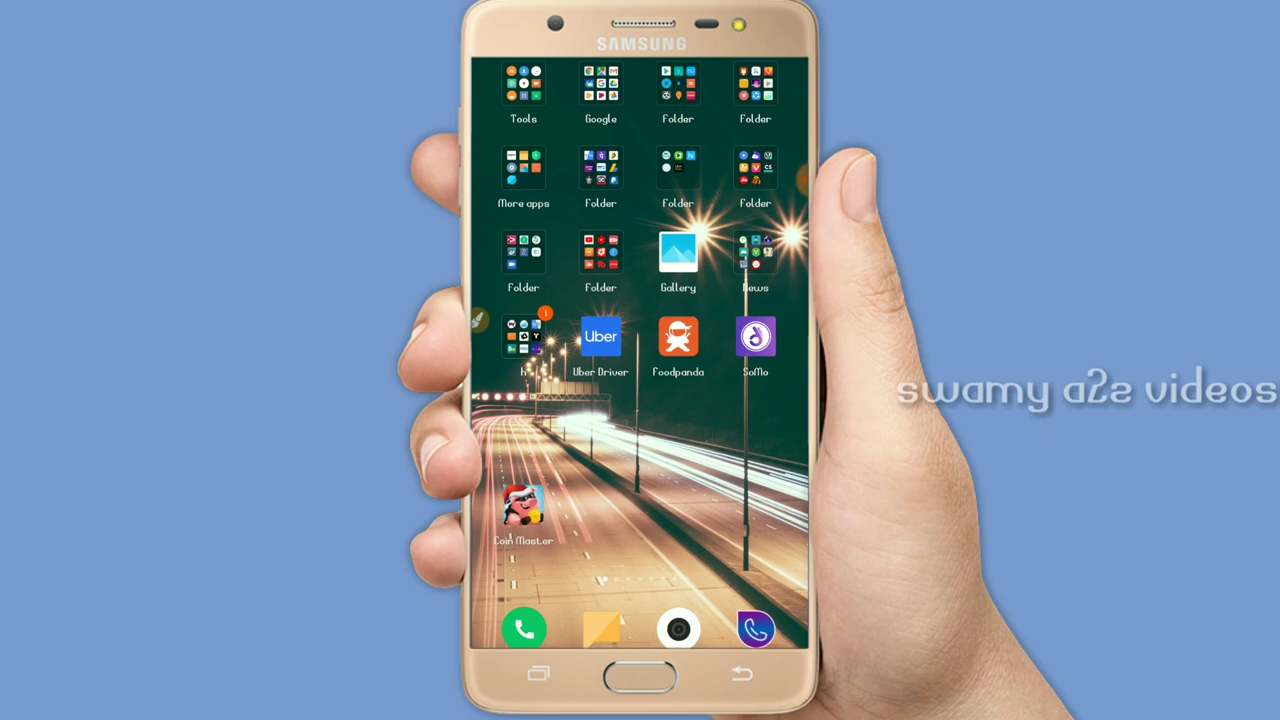 SAMSUNG
Tools Google Folder Folder
More apps Folder Folder Folder
Folder Folder Gallery News
1
Uber
h Uber Driver Foodpanda SoMo
swamy a2z videos
Coin Master